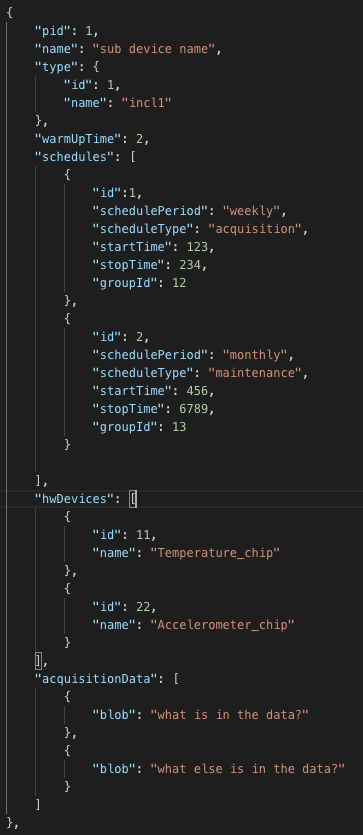 {
    "pid": 1,
    "name": "sub device name",
    "type": {
        "id": 1,
        "name": "incl1"
    },
    "warmUpTime": 2,
    "schedules": [
        {
            "id":1,
            "schedulePeriod": "weekly",
            "scheduleType": "acquisition",
            "startTime": 123,
            "stopTime": 234,
            "groupId": 12
        },
        {
            "id": 2,
            "schedulePeriod": "monthly",
            "scheduleType": "maintenance",
            "startTime": 456,
            "stopTime": 6789,
            "groupId": 13
        }

    ],
    "hwDevices": [
        {
            "id": 11,
            "name": "Temperature_chip"
        },
        {
            "id": 22,
            "name": "Accelerometer_chip"
        }
    ],
    "acquisitionData": [
        {
            "blob": "what is in the data?"
        },
        {
            "blob": "what else is in the data?"
        }
    ]
},